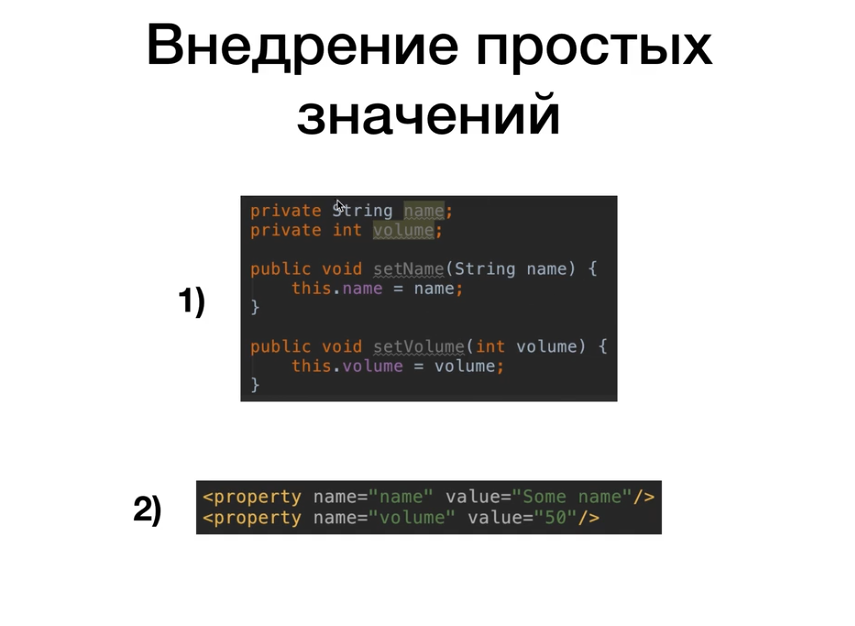 Внедрение простых
значений
1)
private String name;
private int volume;
public void setName(String name) {
this.name = name;
}
public void setVolume(int volume) {
this.volume = volume;
}
2)
<property name="name" value="Some name"/>
<property name="volume" value="50"/>